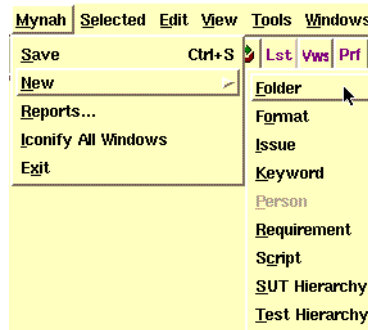 Mynah Selected Edit View Tools Windows
Save Ctrl+S
Lst Vws Prf
New
Folder
Reports...
Format
Iconify All Windows
Issue
Exit
Keyword
Person
Requirement
Script
SUT Hierarchy
Test Hierarchy